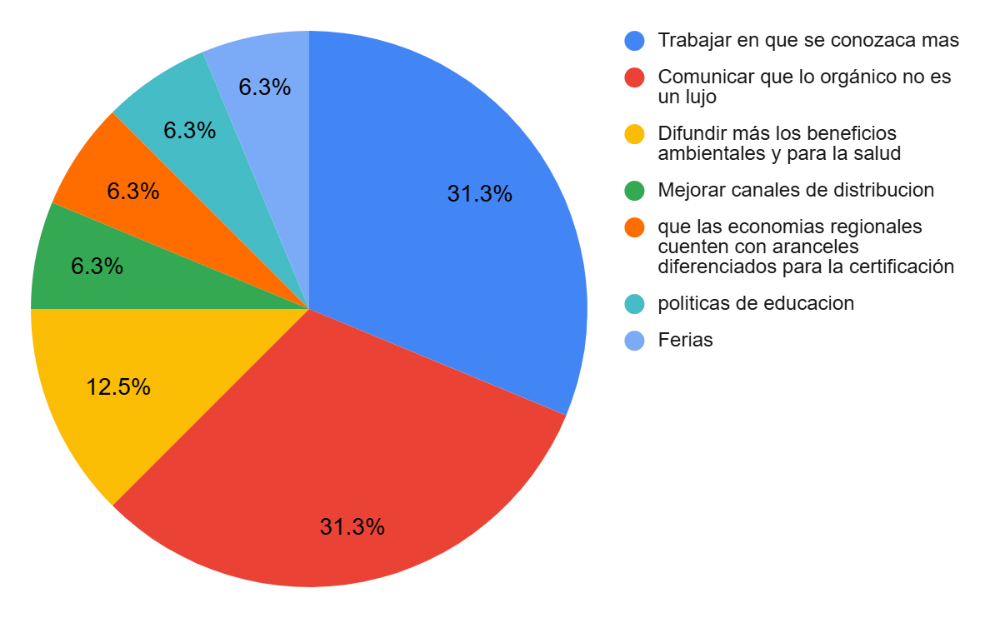 6.3%
6.3%
6.3%
6.3%
31.3%
12.5%
31.3%
Trabajar en que se conozaca mas
Comunicar que lo orgánico no es
un lujo
Difundir más los beneficios
ambientales y para la salud
Mejorar canales de distribucion
que las economias regionales
cuenten con aranceles
diferenciados para la certificación
politicas de educacion
Ferias